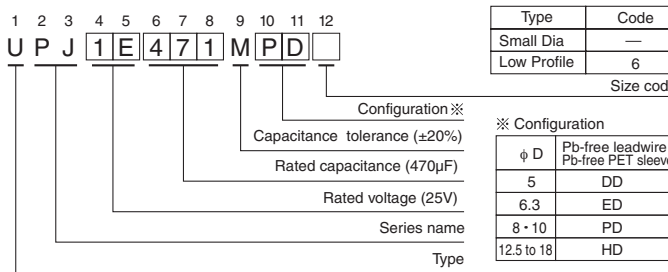 1 2 3 4 5 6 7 8 9 10 11 12
U P J 1 E 4 7 1 M P D
Configuration※
Capacitance tolerance (±20%)
Rated capacitance (470µF)
Rated voltage (25V)
Series name
Type
Type Code
Small Dia —
Low Profile 6
Size cod
※ Configuration
ϕ D Pb-free leadwire
Pb-free PET sleeve
5 DD
6.3 ED
8・10 PD
12.5 to 18 HD